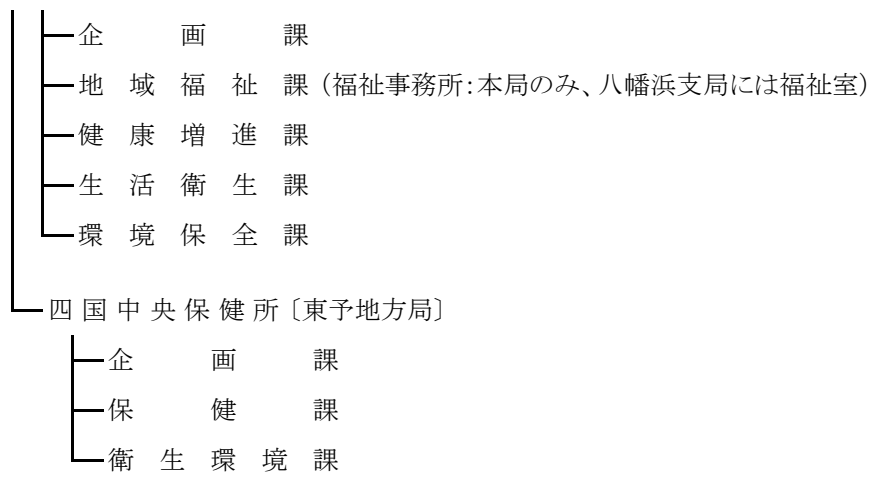 企画課
地域福祉課（福祉事務所：本局のみ、八幡浜支局には福祉室）
健康増進課
生活衛生課
環境保全課
四国中央保健所〔東予地方局〕
企画課
保健課
衛生環境課